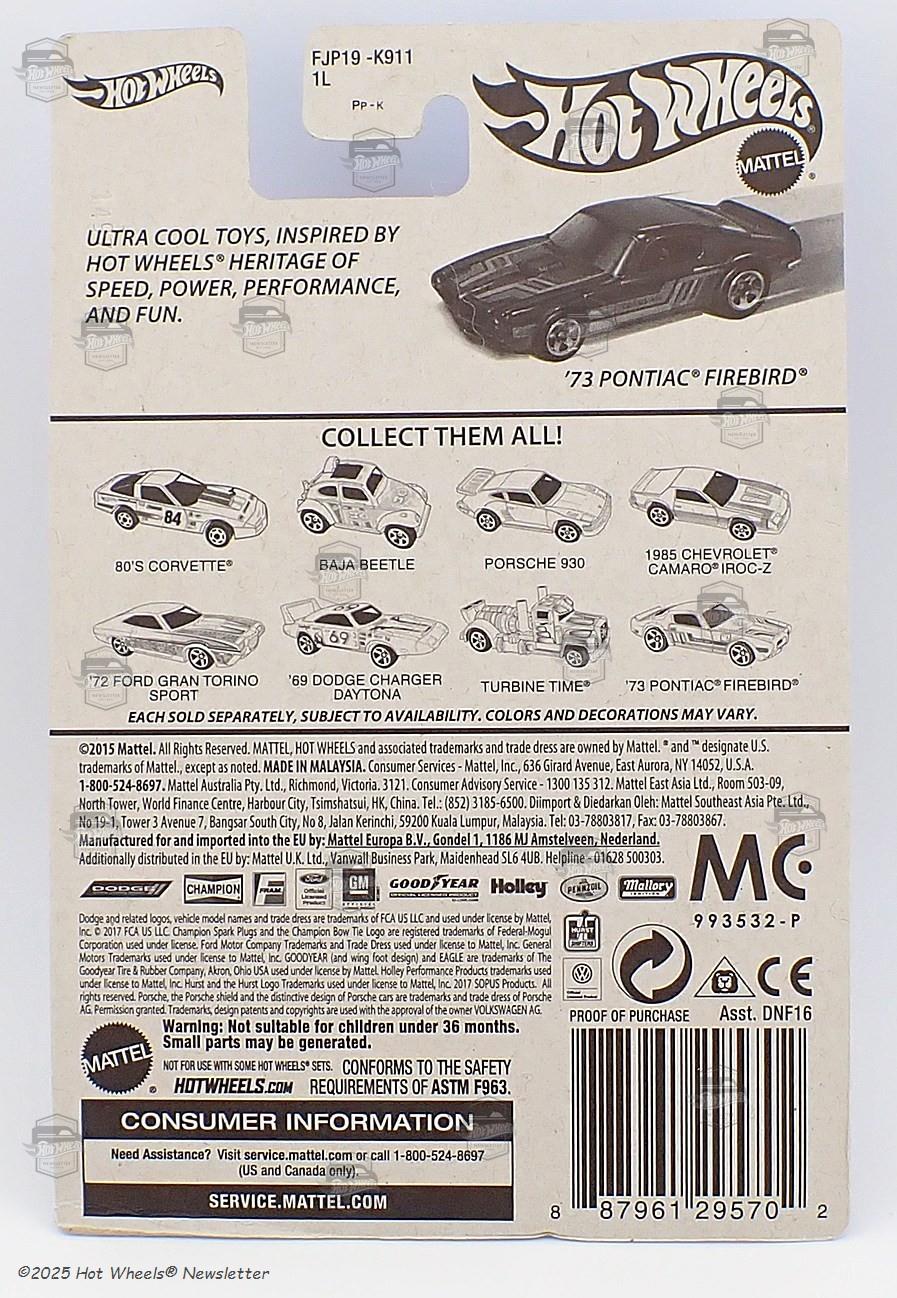 HOT WHEELS
FJP19 -K911
1L
PP-K
HOT WHEELS®
MATTEL®
ULTRA COOL TOYS, INSPIRED BY
HOT WHEELS® HERITAGE OF
SPEED, POWER, PERFORMANCE,
AND FUN.
'73 PONTIAC® FIREBIRD®
COLLECT THEM ALL!
84
80'S CORVETTE®
BAJA BEETLE
PORSCHE 930
1985 CHEVROLET®
CAMARO® IROC-Z
69
'72 FORD GRAN TORINO
SPORT
'69 DODGE CHARGER
DAYTONA
TURBINE TIME®
'73 PONTIAC® FIREBIRD®
EACH SOLD SEPARATELY, SUBJECT TO AVAILABILITY. COLORS AND DECORATIONS MAY VARY.
©2015 Mattel. All Rights Reserved. MATTEL, HOT WHEELS and associated trademarks and trade dress are owned by Mattel. ® and ™ designate U.S.
trademarks of Mattel., except as noted. MADE IN MALAYSIA. Consumer Services - Mattel, Inc., 636 Girard Avenue, East Aurora, NY 14052, U.S.A.
1-800-524-8697. Mattel Australia Pty. Ltd., Richmond, Victoria. 3121. Consumer Advisory Service - 1300 135 312. Mattel East Asia Ltd., Room 503-09,
North Tower, World Finance Centre, Harbour City, Tsimshatsui, HK, China. Tel.: (852) 3185-6500. Diimport & Diedarkan Oleh: Mattel Southeast Asia Pte. Ltd.,
No 19-1, Tower 3 Avenue 7, Bangsar South City, No 8, Jalan Kerinchi, 59200 Kuala Lumpur, Malaysia. Tel: 03-78803817, Fax: 03-78803867.
Manufactured for and imported into the EU by: Mattel Europa B.V., Gondel 1, 1186 MJ Amstelveen, Nederland.
Additionally distributed in the EU by: Mattel U.K. Ltd., Vanwall Business Park, Maidenhead SL6 4UB. Helpline - 01628 500303.
MC
993532-P
DODGE
CHAMPION
FRAM
Ford
Official
Licensed
Product
GM
GOODYEAR
Holley
PENNZOIL
Mallory
IGNITION
Dodge and related logos, vehicle model names and trade dress are trademarks of FCA US LLC and used under license by Mattel,
Inc. © 2017 FCA US LLC. Champion Spark Plugs and the Champion Bow Tie Logo are registered trademarks of Federal-Mogul
Corporation used under license. Ford Motor Company Trademarks and Trade Dress used under license to Mattel, Inc. General
Motors Trademarks used under license to Mattel, Inc. GOODYEAR (and wing foot design) and EAGLE are trademarks of The
Goodyear Tire & Rubber Company, Akron, Ohio USA used under license by Mattel. Holley Performance Products trademarks used
under license to Mattel, Inc. Hurst and the Hurst Logo Trademarks used under license to Mattel, Inc. 2017 SOPUS Products. All
rights reserved. Porsche, the Porsche shield and the distinctive design of Porsche cars are trademarks and trade dress of Porsche
AG. Permission granted. Trademarks, design patents and copyrights are used with the approval of the owner VOLKSWAGEN AG.
HURST
SHIFTERS
CE
PROOF OF PURCHASE
Asst. DNF16
MATTEL®
Warning: Not suitable for children under 36 months.
Small parts may be generated.
NOT FOR USE WITH SOME HOT WHEELS® SETS.
HOTWHEELS.COM
CONFORMS TO THE SAFETY
REQUIREMENTS OF ASTM F963.
CONSUMER INFORMATION
Need Assistance? Visit service.mattel.com or call 1-800-524-8697
(US and Canada only).
SERVICE.MATTEL.COM
8 87961 29570 2
©2025 Hot Wheels® Newsletter